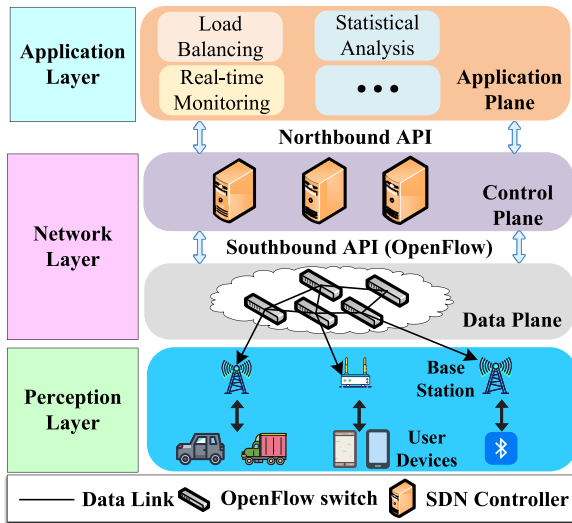 Application
Layer
Load
Balancing
Statistical
Analysis
Real-time
Monitoring
Application
Plane
Northbound API
Network
Layer
Control
Plane
Southbound API (OpenFlow)
Data Plane
Perception
Layer
Base
Station
User
Devices
Data Link
OpenFlow switch
SDN Controller